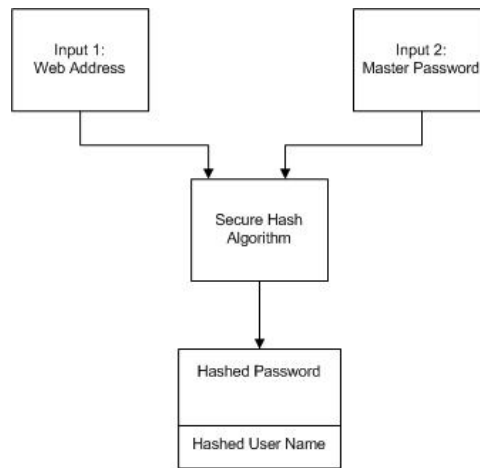 Input 1:
Web Address
Input 2:
Master Password
Secure Hash
Algorithm
Hashed Password
Hashed User Name